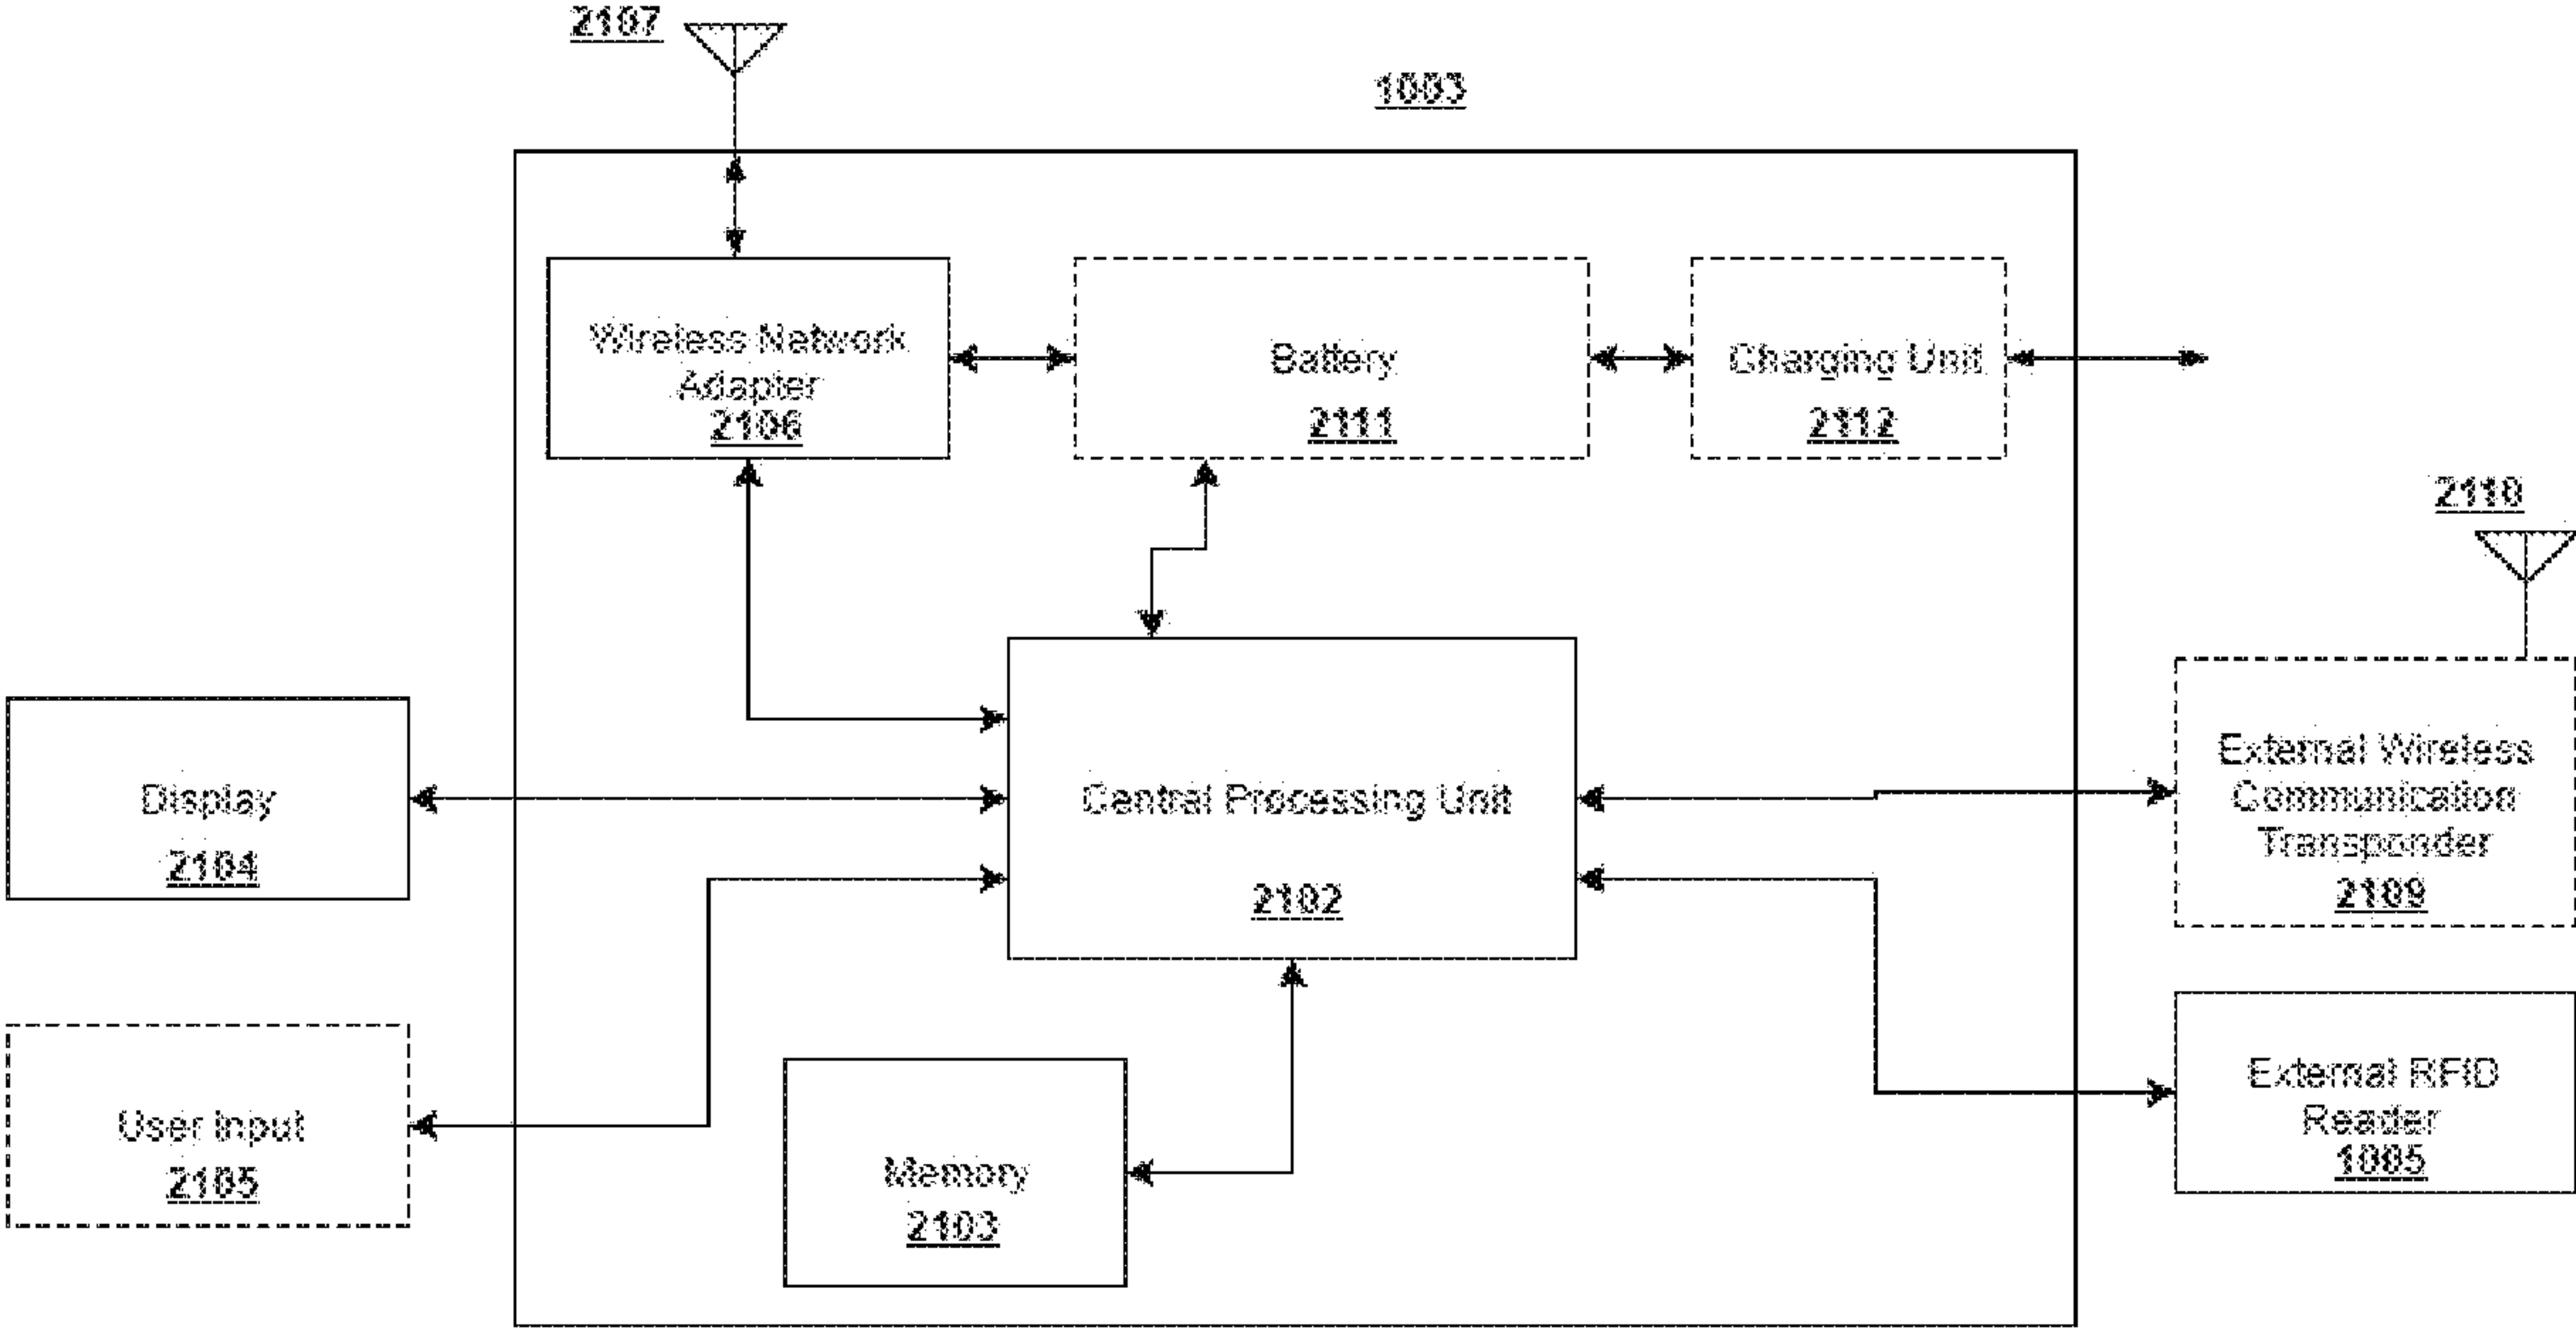 2107
1003
Wireless Network
Adapter
2106
Battery
2111
Charging Unit
2112
2110
Display
2104
Central Processing Unit
2102
External Wireless
Communication
Transponder
2109
User Input
2105
Memory
2103
External RFID
Reader
1005